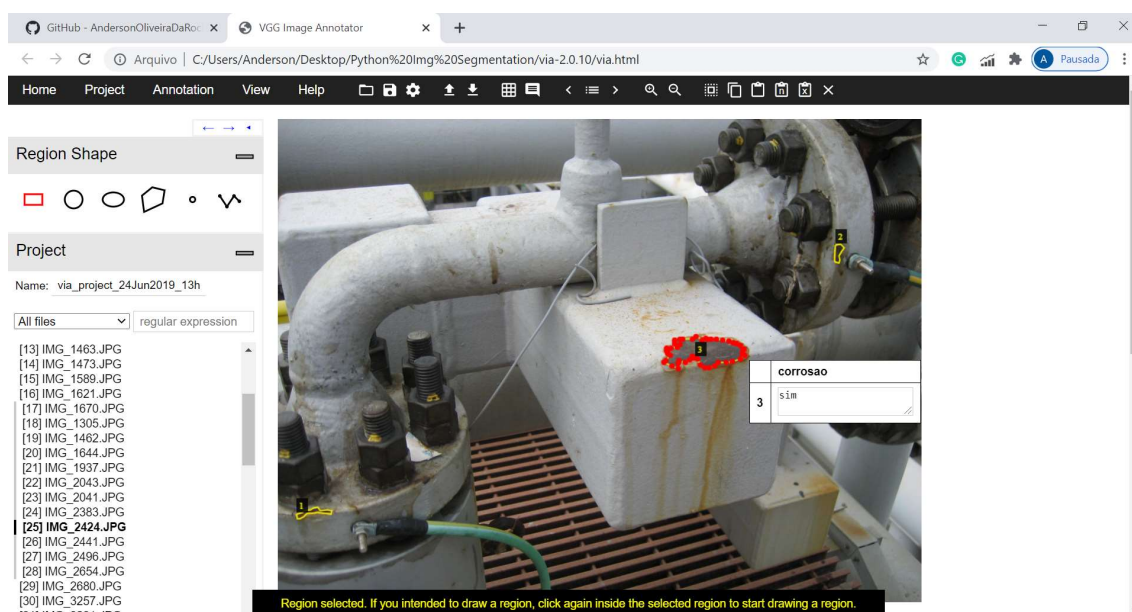 GitHub - AndersonOliveiraDaRoc
VGG Image Annotator
Arquivo | C:/Users/Anderson/Desktop/Python%20Img%20Segmentation/via-2.0.10/via.html
A Pausada
Home Project Annotation View Help
Region Shape
Project
Name: via_project_24Jun2019_13h
All files regular expression
[13] IMG_1463.JPG
[14] IMG_1473.JPG
[15] IMG_1589.JPG
[16] IMG_1621.JPG
[17] IMG_1670.JPG
[18] IMG_1305.JPG
[19] IMG_1462.JPG
[20] IMG_1644.JPG
[21] IMG_1937.JPG
[22] IMG_2043.JPG
[23] IMG_2041.JPG
[24] IMG_2383.JPG
[25] IMG_2424.JPG
[26] IMG_2441.JPG
[27] IMG_2496.JPG
[28] IMG_2654.JPG
[29] IMG_2680.JPG
[30] IMG_3257.JPG
2
3
corrosao
3 sim
1
Region selected. If you intended to draw a region, click again inside the selected region to start drawing a region.